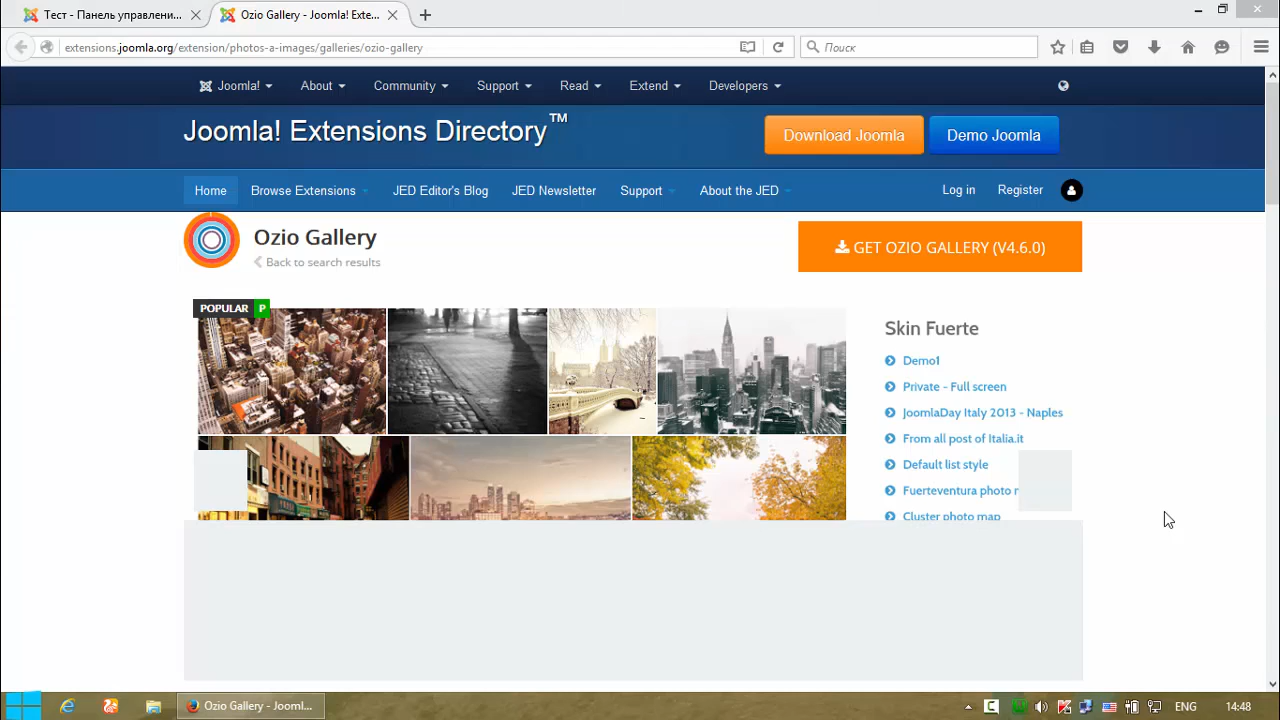 Тест - Панель управлени...
Ozio Gallery - Joomla! Exte...
extensions.joomla.org/extension/photos-a-images/galleries/ozio-gallery
Поиск
Joomla!
About
Community
Support
Read
Extend
Developers
Joomla! Extensions Directory™
Download Joomla
Demo Joomla
Home
Browse Extensions
JED Editor's Blog
JED Newsletter
Support
About the JED
Log in
Register
Ozio Gallery
Back to search results
GET OZIO GALLERY (V4.6.0)
POPULAR P
Skin Fuerte
Demo1
Private - Full screen
JoomlaDay Italy 2013 - Naples
From all post of Italia.it
Default list style
Fuerteventura photo
Cluster photo map
Ozio Gallery - Jooml...
ENG
14:48